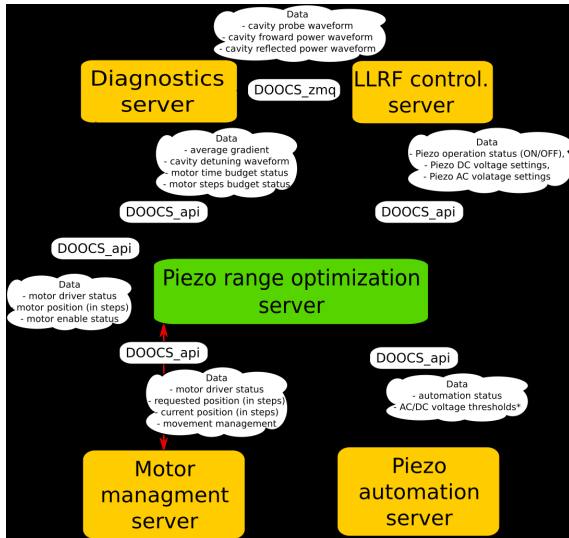 Data
- cavity probe waveform
- cavity froward power waveform
- cavity reflected power waveform
Diagnostics
server
DOOCS_zmq
LLRF control.
server
Data
- average gradient
- cavity detuning waveform
- motor time budget status
- motor steps budget status
Data
- Piezo operation status (ON/OFF),
- Piezo DC voltage settings,
- Piezo AC volatage settings
DOOCS_api
DOOCS_api
DOOCS_api
Piezo range optimization
server
Data
- motor driver status
motor position (in steps)
- motor enable status
DOOCS_api
DOOCS_api
Data
- motor driver status
- requested position (in steps)
- current position (in steps)
- movement management
Data
- automation status
- AC/DC voltage thresholds*
Motor
managment
server
Piezo
automation
server